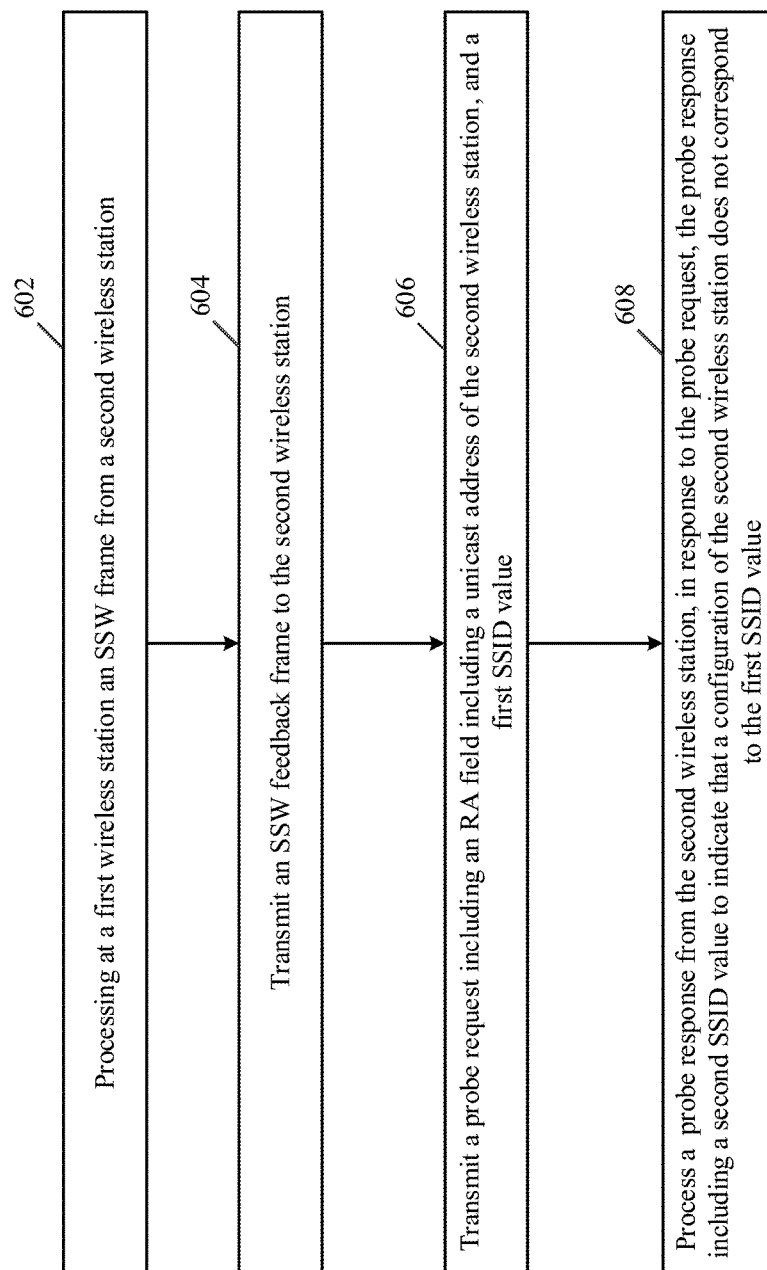 602
Processing at a first wireless station an SSW frame from a second wireless station
604
Transmit an SSW feedback frame to the second wireless station
606
Transmit a probe request including an RA field including a unicast address of the second wireless station, and a
first SSID value
608
Process a probe response from the second wireless station, in response to the probe request, the probe response
including a second SSID value to indicate that a configuration of the second wireless station does not correspond
to the first SSID value